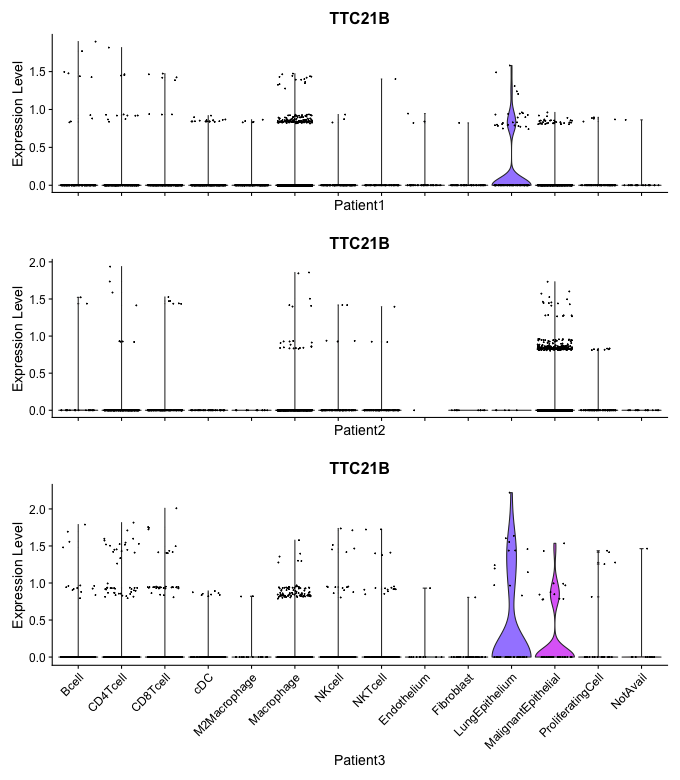 TTC21B
Expression Level
1.5
1.0
0.5
0.0
Patient1
TTC21B
Expression Level
2.0
1.5
1.0
0.5
0.0
Patient2
TTC21B
Expression Level
2.0
1.5
1.0
0.5
0.0
Bcell
CD4Tcell
CD8Tcell
cDC
M2Macrophage
Macrophage
NKcell
NKTcell
Endothelium
Fibroblast
LungEpithelium
MalignantEpithelial
ProliferatingCell
NotAvail
Patient3